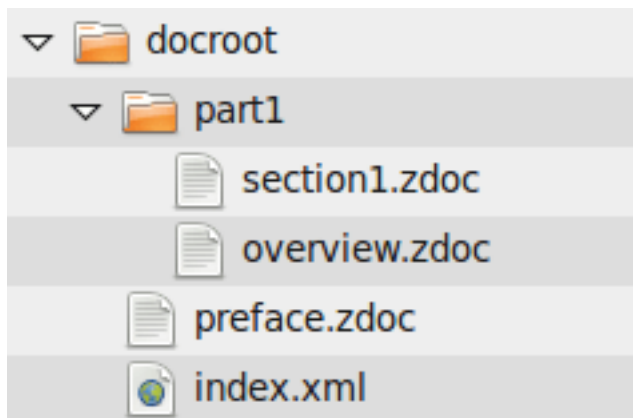 docroot
part1
section1.zdoc
overview.zdoc
preface.zdoc
index.xml